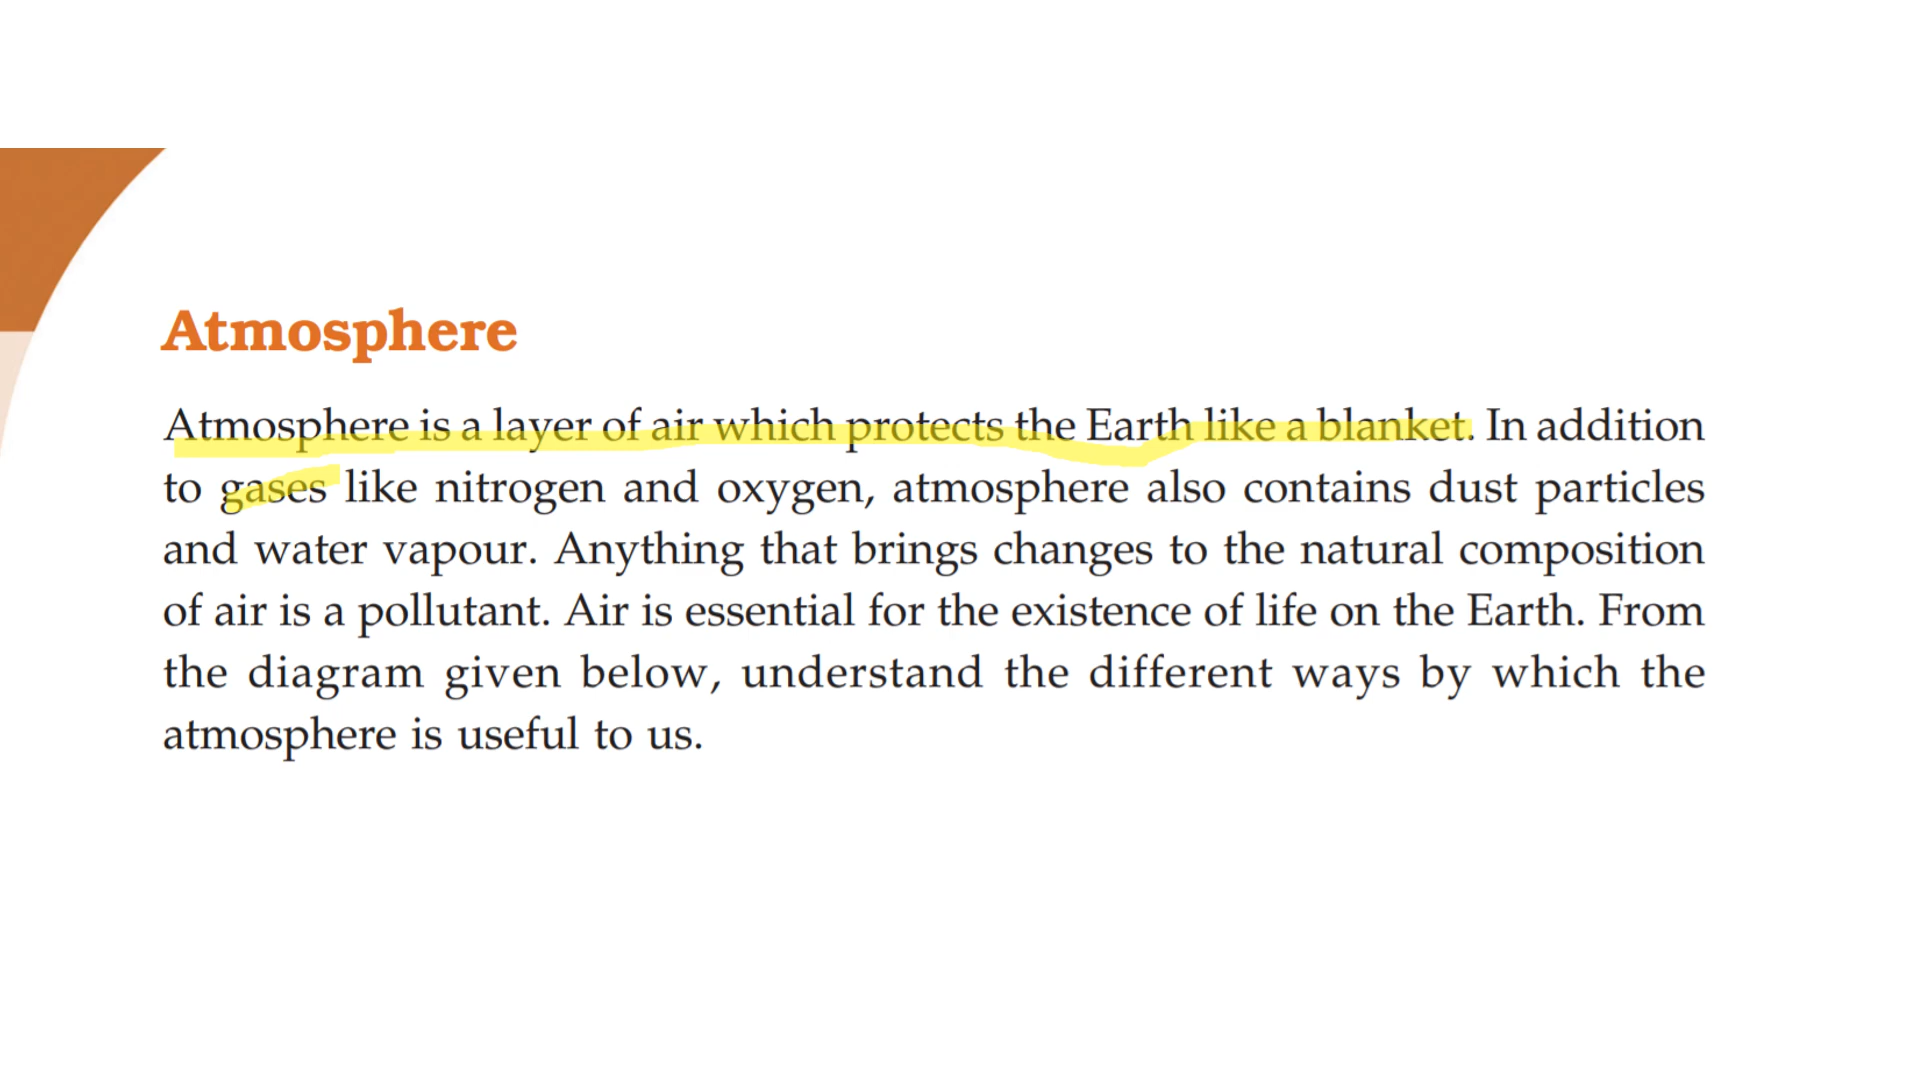 Atmosphere
Atmosphere is a layer of air which protects the Earth like a blanket. In addition
to gases like nitrogen and oxygen, atmosphere also contains dust particles
and water vapour. Anything that brings changes to the natural composition
of air is a pollutant. Air is essential for the existence of life on the Earth. From
the diagram given below, understand the different ways by which the
atmosphere is useful to us.